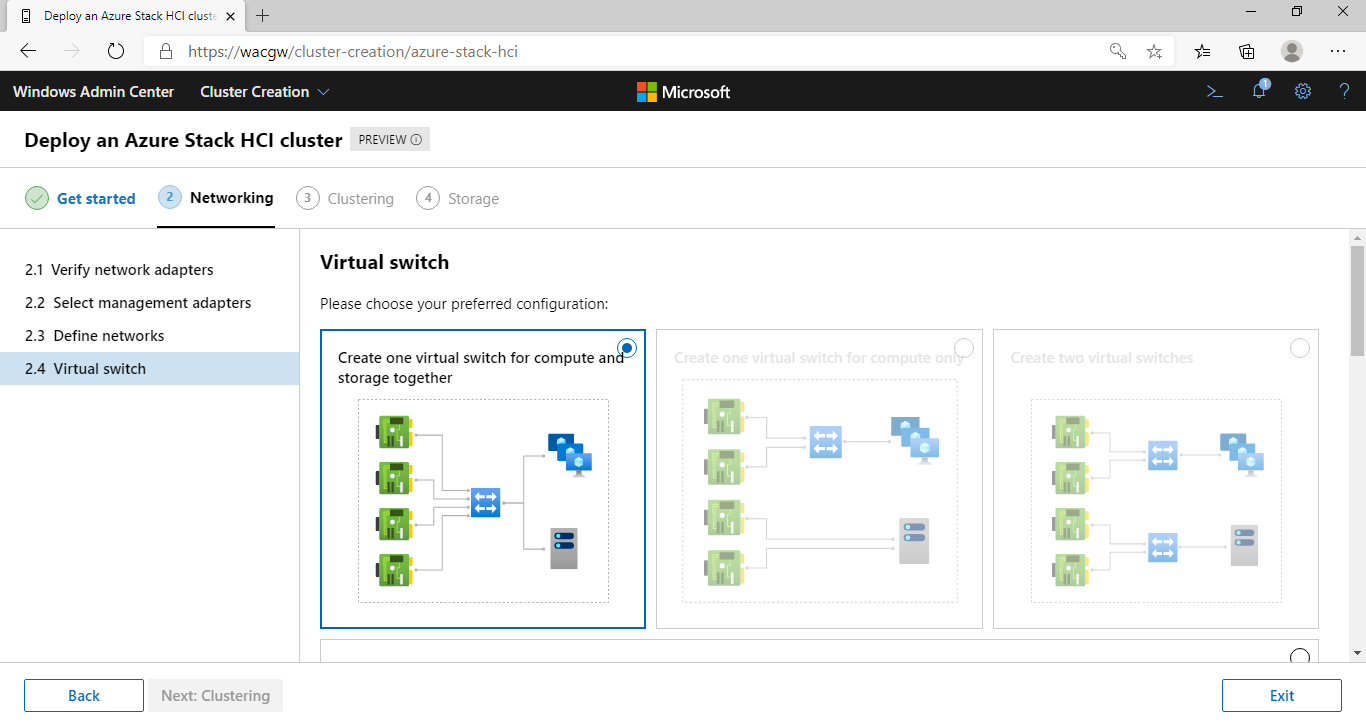 Deploy an Azure Stack HCI cluste
https://wacgw/cluster-creation/azure-stack-hci
Windows Admin Center Cluster Creation Microsoft 1 ?
Deploy an Azure Stack HCI cluster PREVIEW
Get started 2 Networking 3 Clustering 4 Storage
2.1 Verify network adapters
2.2 Select management adapters
2.3 Define networks
2.4 Virtual switch
Virtual switch
Please choose your preferred configuration:
Create one virtual switch for compute and
storage together
Create one virtual switch for compute only
Create two virtual switches
Back Next: Clustering Exit